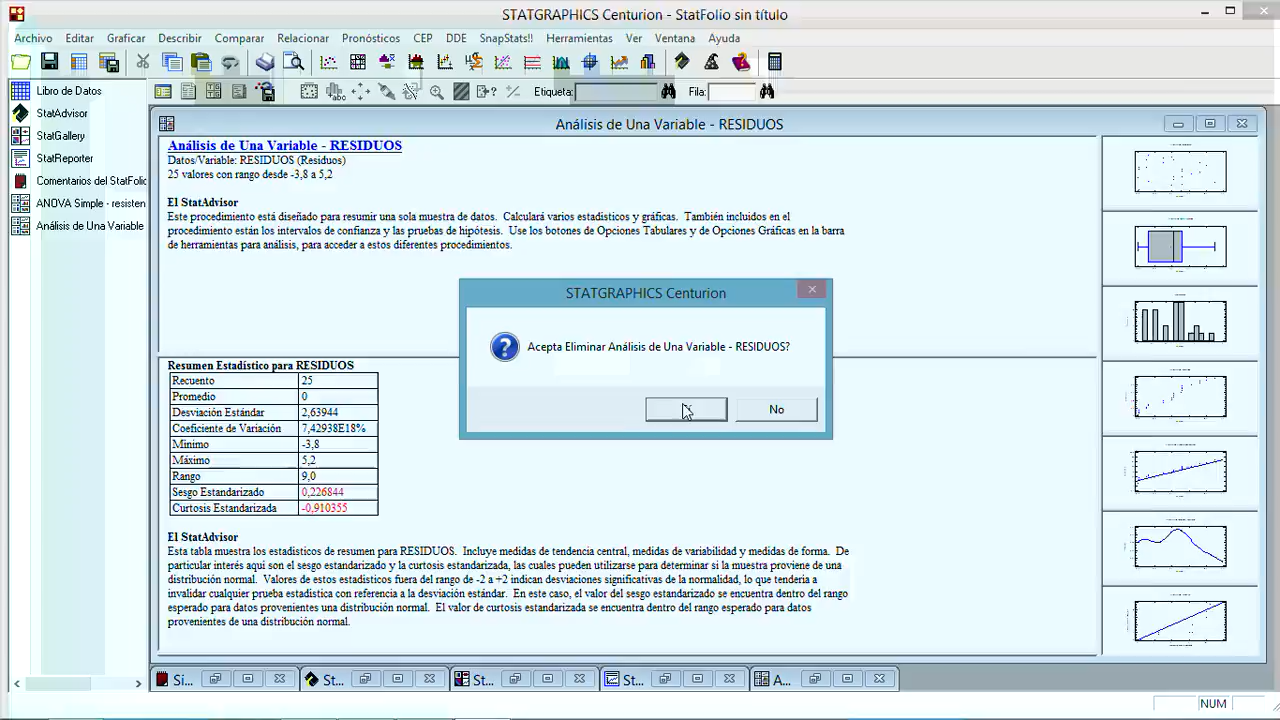 STATGRAPHICS Centurion - StatFolio sin título
Archivo Editar Graficar Describir Comparar Relacionar Pronósticos CEP DDE SnapStats!! Herramientas Ver Ventana Ayuda
Etiqueta: Fila:
Libro de Datos
StatAdvisor
StatGallery
StatReporter
Comentarios del StatFolio
ANOVA Simple - resisten
Análisis de Una Variable
Análisis de Una Variable - RESIDUOS
Análisis de Una Variable - RESIDUOS
Datos/Variable: RESIDUOS (Residuos)
25 valores con rango desde -3,8 a 5,2
El StatAdvisor
Este procedimiento está diseñado para resumir una sola muestra de datos. Calculará varios estadísticos y gráficas. También incluidos en el
procedimiento están los intervalos de confianza y las pruebas de hipótesis. Use los botones de Opciones Tabulares y de Opciones Gráficas en la barra
de herramientas para análisis, para acceder a estos diferentes procedimientos.
STATGRAPHICS Centurion
Acepta Eliminar Análisis de Una Variable - RESIDUOS?
No
Resumen Estadístico para RESIDUOS
Recuento 25
Promedio 0
Desviación Estándar 2,63944
Coeficiente de Variación 7,42938E18%
Mínimo -3,8
Máximo 5,2
Rango 9,0
Sesgo Estandarizado 0,226844
Curtosis Estandarizada -0,910355
El StatAdvisor
Esta tabla muestra los estadísticos de resumen para RESIDUOS. Incluye medidas de tendencia central, medidas de variabilidad y medidas de forma. De
particular interés aquí son el sesgo estandarizado y la curtosis estandarizada, las cuales pueden utilizarse para determinar si la muestra proviene de una
distribución normal. Valores de estos estadísticos fuera del rango de -2 a +2 indican desviaciones significativas de la normalidad, lo que tendería a
invalidar cualquier prueba estadística con referencia a la desviación estándar. En este caso, el valor del sesgo estandarizado se encuentra dentro del rango
esperado para datos provenientes una distribución normal. El valor de curtosis estandarizada se encuentra dentro del rango esperado para datos
provenientes de una distribución normal.
Sí... St... St... St... A...
NUM